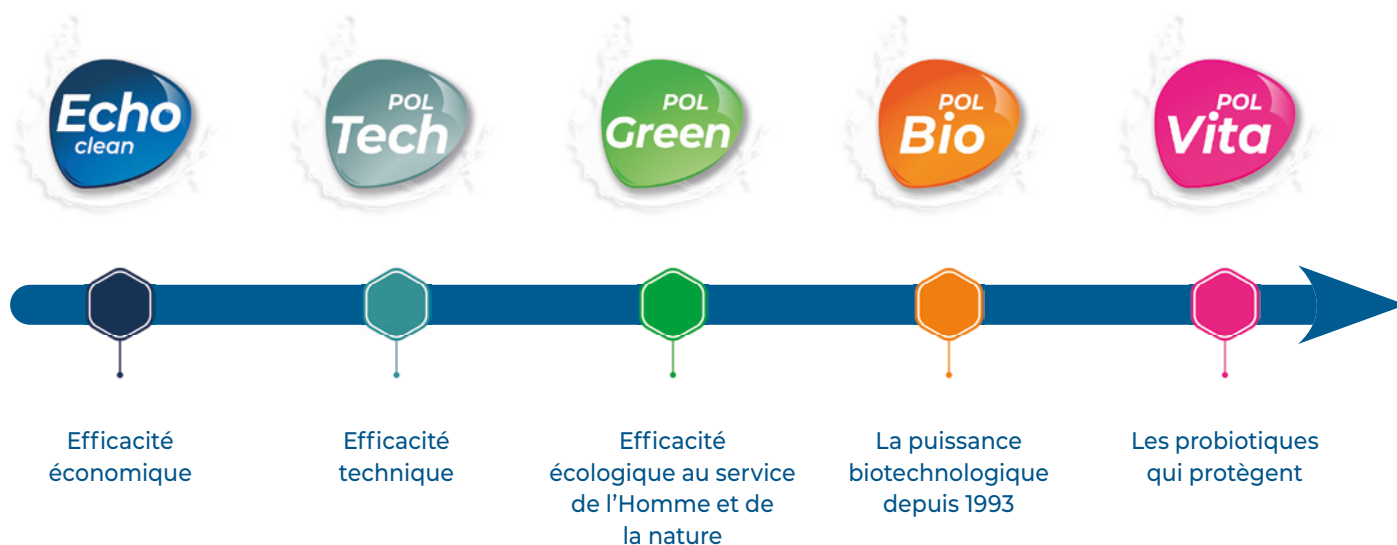 Echo
clean
POL
Tech
POL
Green
POL
Bio
POL
Vita
Efficacité
économique
Efficacité
technique
Efficacité
écologique au service
de l’Homme et de
la nature
La puissance
biotechnologique
depuis 1993
Les probiotiques
qui protègent